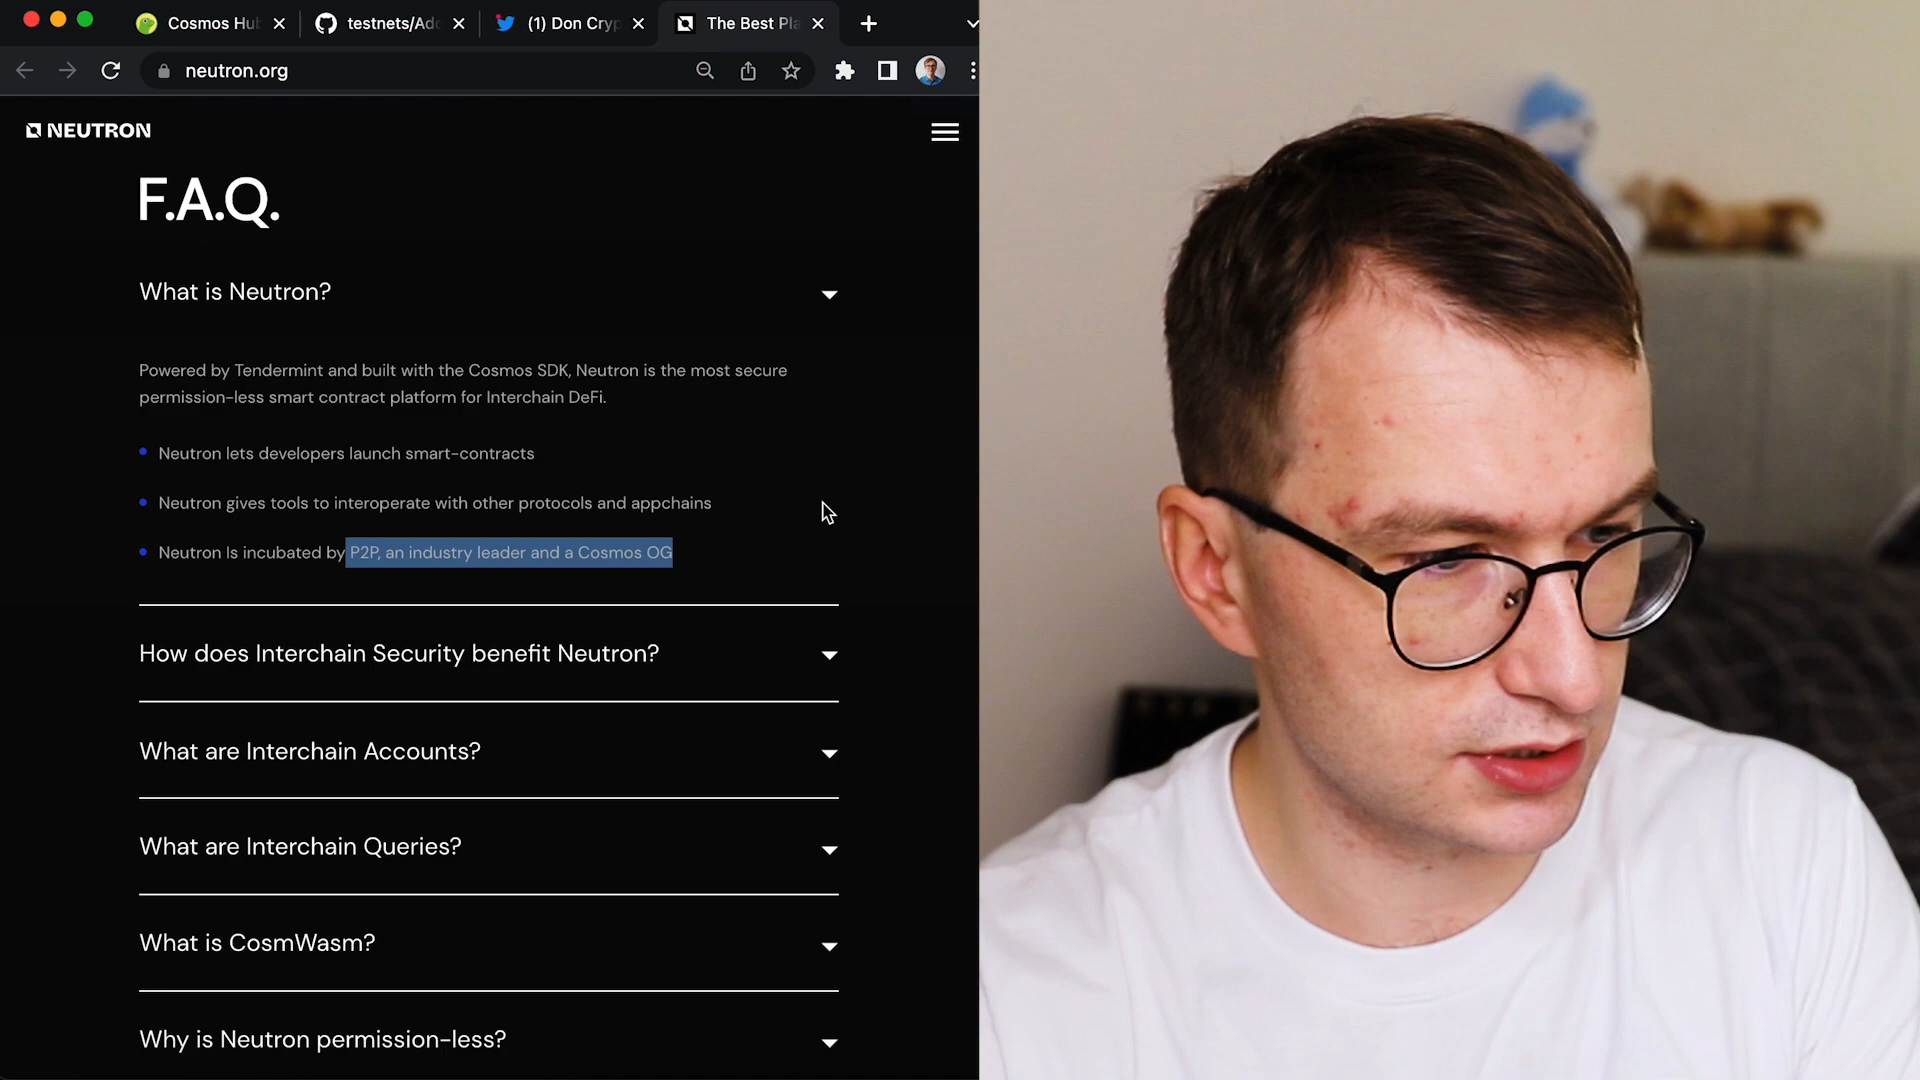 Cosmos Hu
testnets/Ad
(1) Don Cryp
The Best Pla
neutron.org
NEUTRON
F.A.Q.
What is Neutron?
Powered by Tendermint and built with the Cosmos SDK, Neutron is the most secure
permission-less smart contract platform for Interchain DeFi.
Neutron lets developers launch smart-contracts
Neutron gives tools to interoperate with other protocols and appchains
Neutron is incubated by P2P, an industry leader and a Cosmos OG
How does Interchain Security benefit Neutron?
What are Interchain Accounts?
What are Interchain Queries?
What is CosmWasm?
Why is Neutron permission-less?